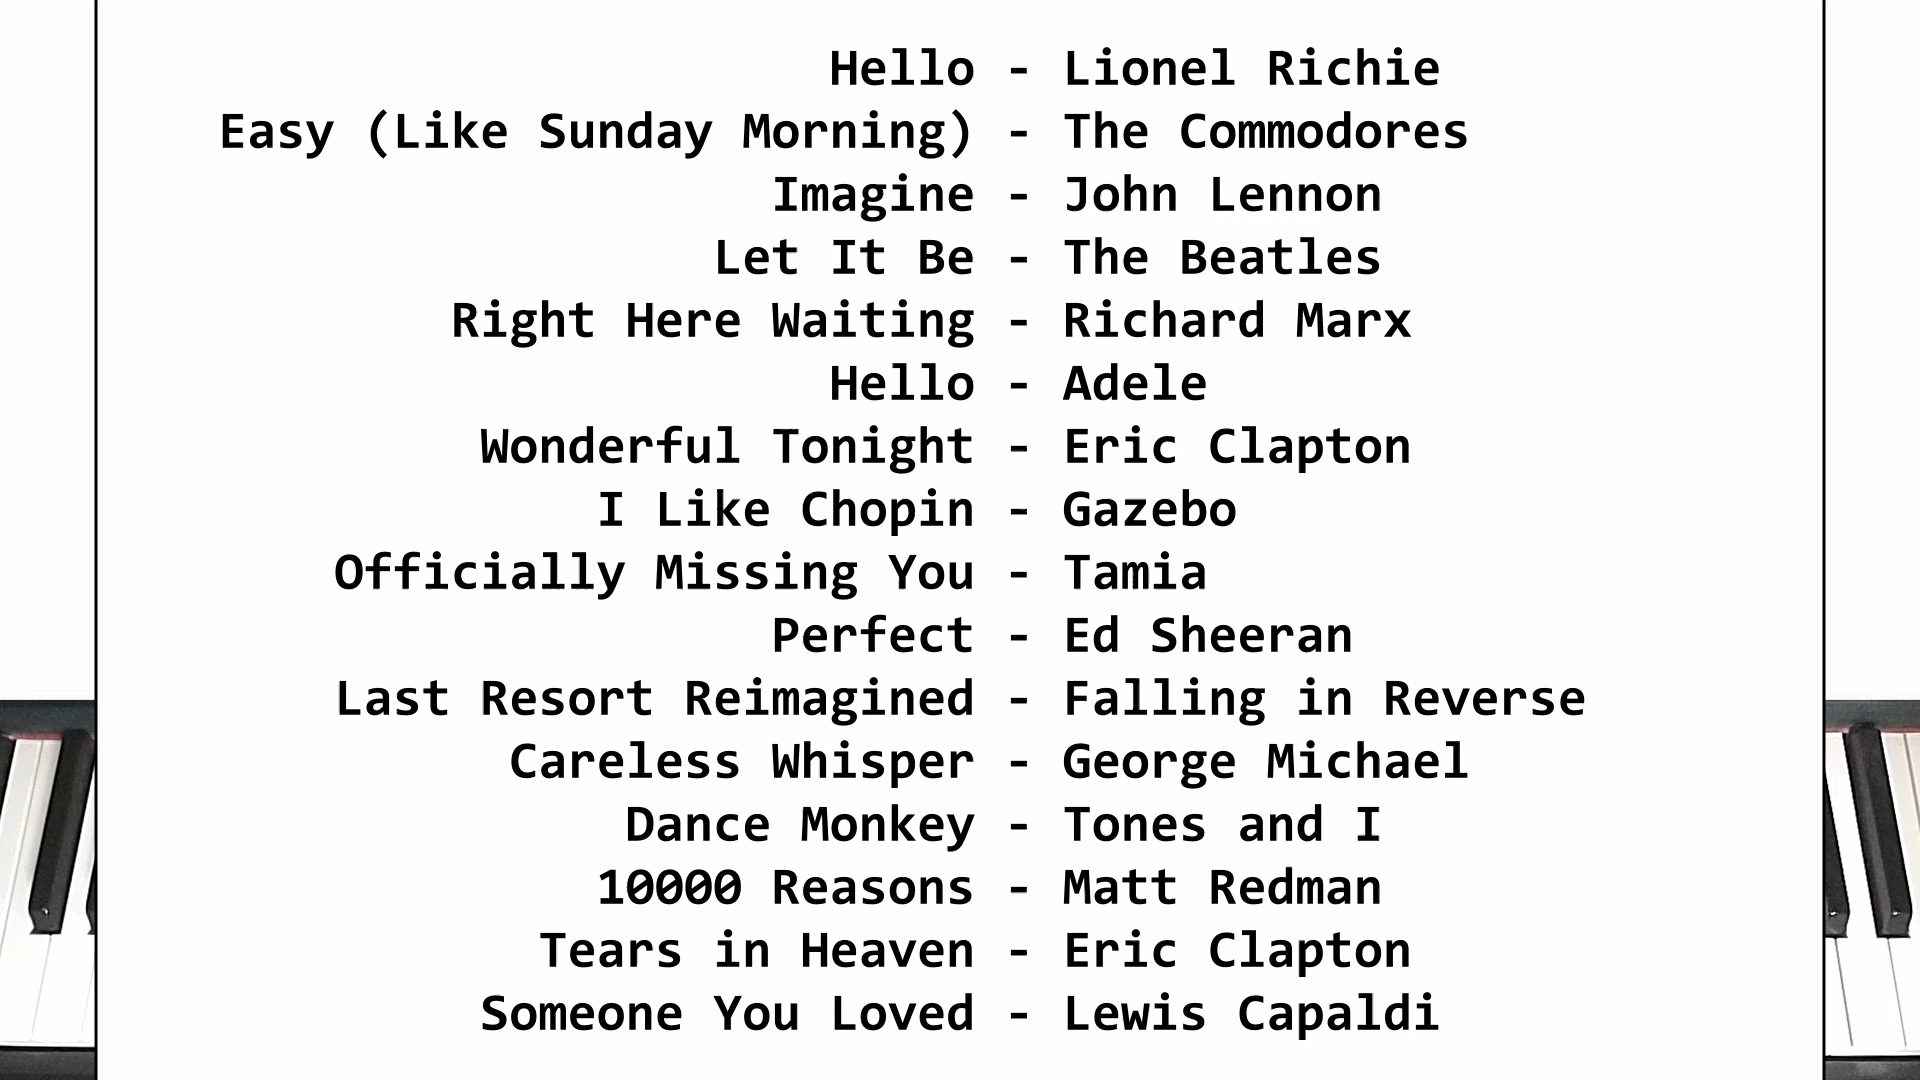 Hello - Lionel Richie
Easy (Like Sunday Morning) - The Commodores
Imagine - John Lennon
Let It Be - The Beatles
Right Here Waiting - Richard Marx
Hello - Adele
Wonderful Tonight - Eric Clapton
I Like Chopin - Gazebo
Officially Missing You - Tamia
Perfect - Ed Sheeran
Last Resort Reimagined - Falling in Reverse
Careless Whisper - George Michael
Dance Monkey - Tones and I
10000 Reasons - Matt Redman
Tears in Heaven - Eric Clapton
Someone You Loved - Lewis Capaldi